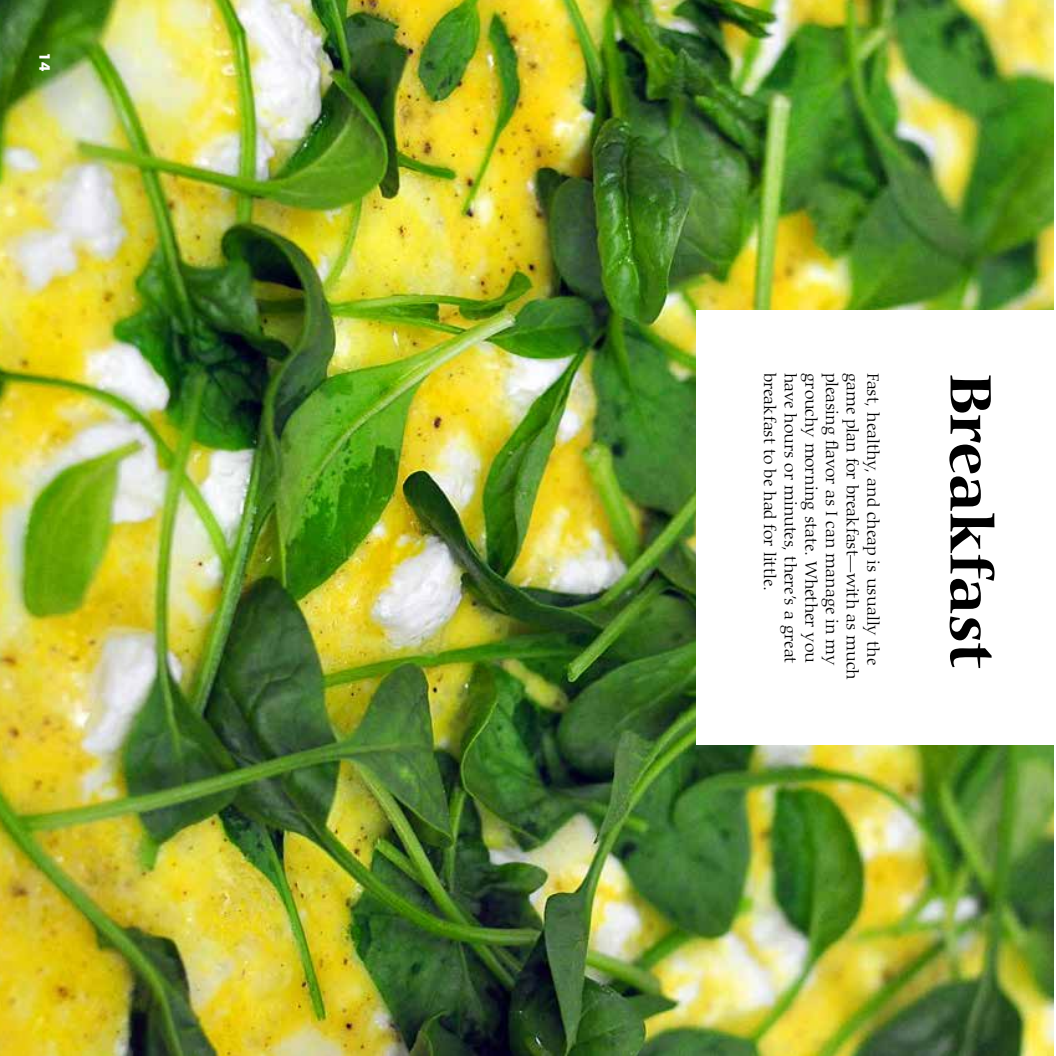 Breakfast
Fast, healthy, and cheap is usually the
game plan for breakfast—with as much
pleasing flavor as I can manage in my
grouchy morning state. Whether you
have hours or minutes, there’s a great
breakfast to be had for little.
14